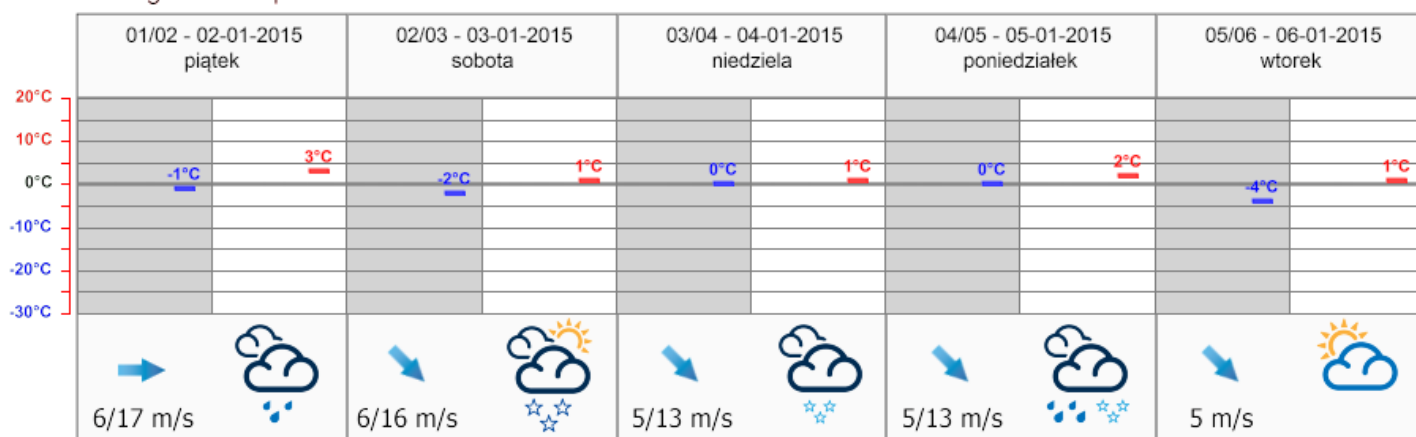 01/02 - 02-01-2015
piątek
02/03 - 03-01-2015
sobota
03/04 - 04-01-2015
niedziela
04/05 - 05-01-2015
poniedziałek
05/06 - 06-01-2015
wtorek
20°C
10°C
0°C
-10°C
-20°C
-30°C
-1°C
3°C
-2°C
1°C
0°C
1°C
0°C
2°C
-4°C
1°C
6/17 m/s
6/16 m/s
5/13 m/s
5/13 m/s
5 m/s